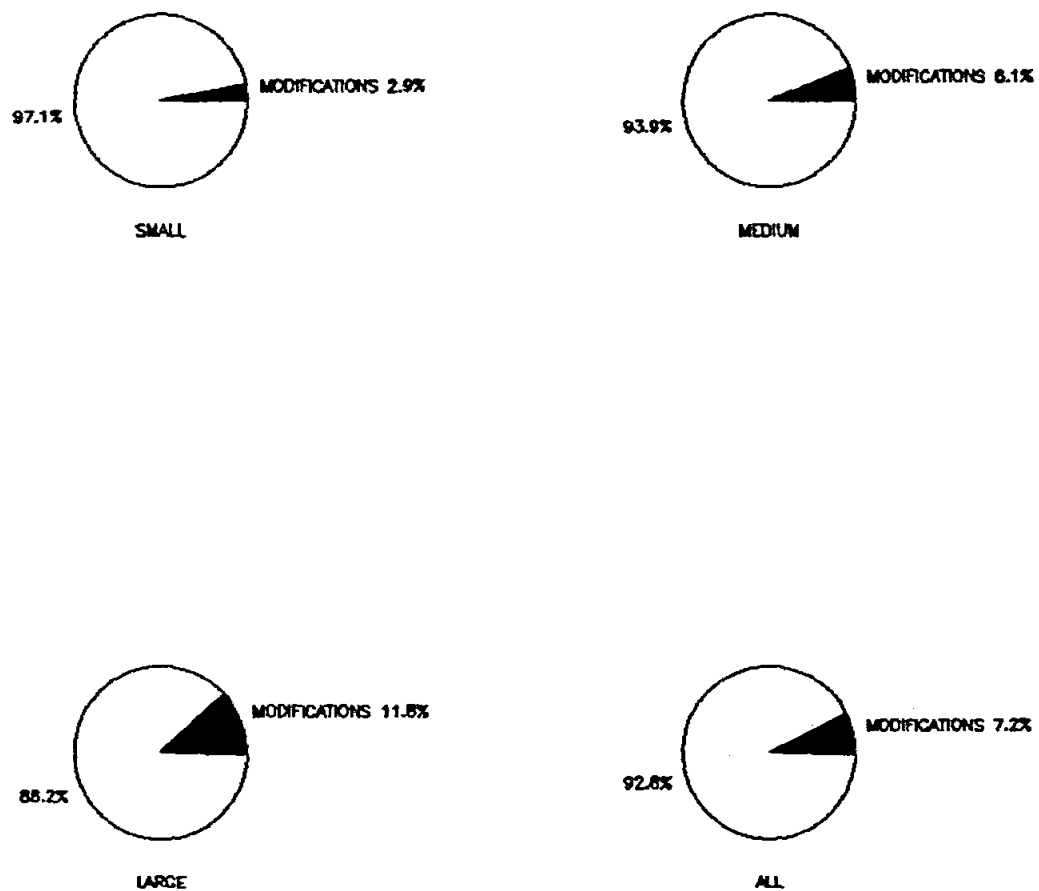 MODIFICATIONS 2.9%
97.1%
SMALL
MODIFICATIONS 6.1%
93.9%
MEDIUM
MODIFICATIONS 11.8%
88.2%
LARGE
MODIFICATIONS 7.2%
92.8%
ALL